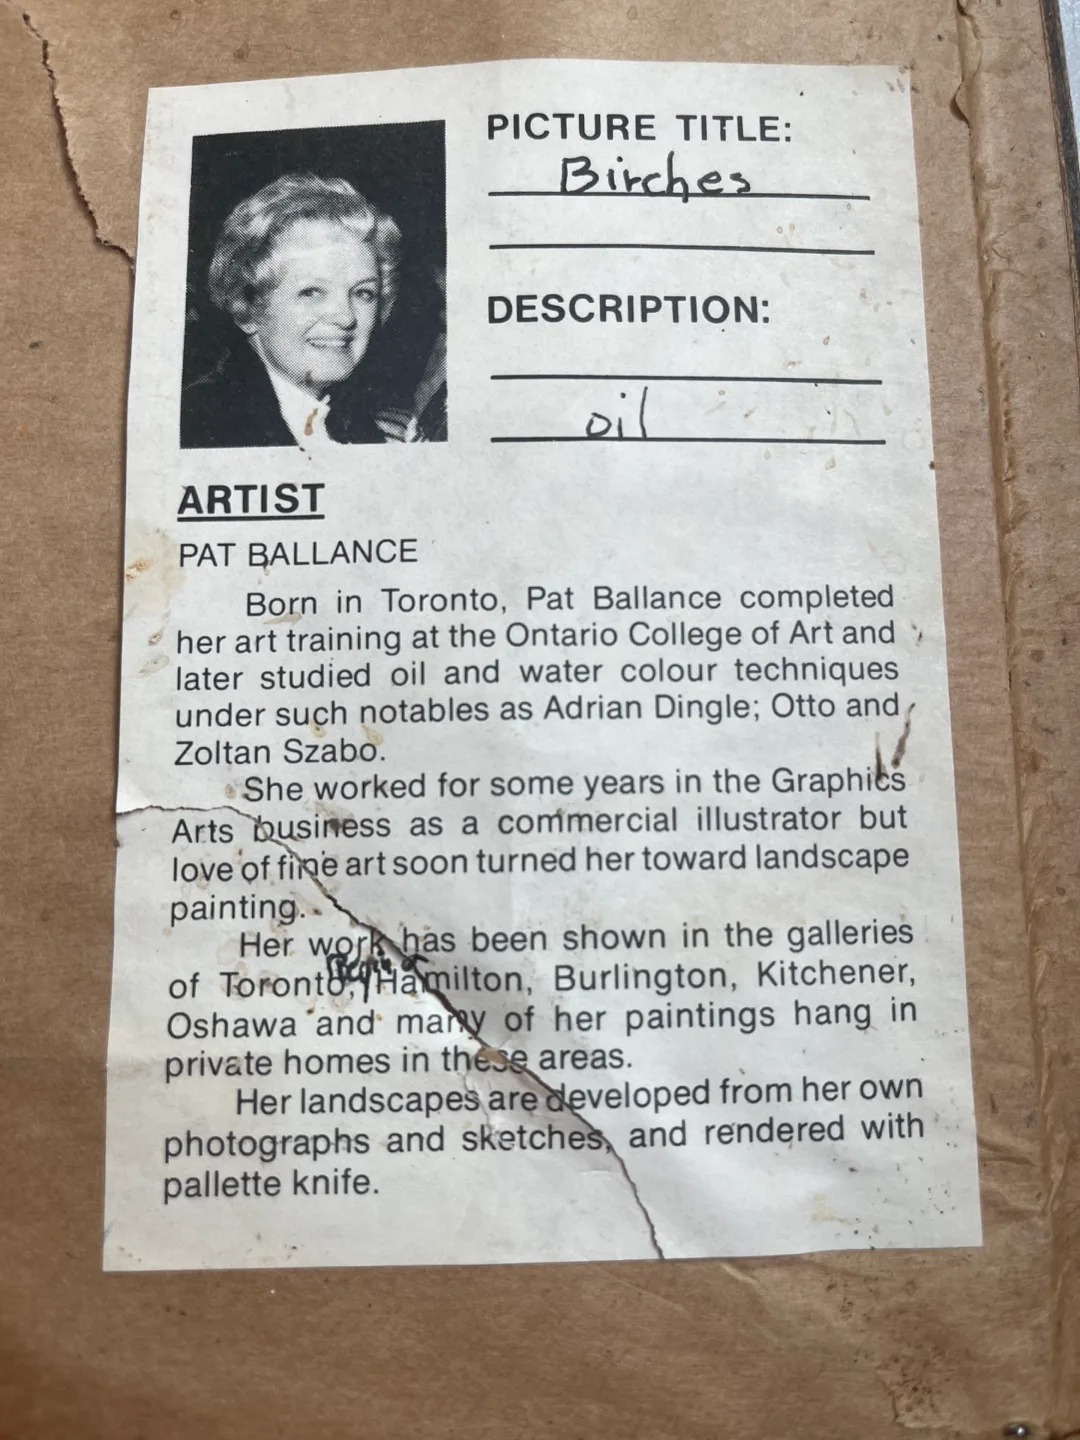 PICTURE TITLE:
Birches
DESCRIPTION:
oil
ARTIST
PAT BALLANCE
Born in Toronto, Pat Ballance completed
her art training at the Ontario College of Art and
later studied oil and water colour techniques
under such notables as Adrian Dingle; Otto and
Zoltan Szabo.
She worked for some years in the Graphics
Arts business as a commercial illustrator but
love of fine art soon turned her toward landscape
painting.
Her work has been shown in the galleries
of Toronto, Hamilton, Burlington, Kitchener,
Oshawa and many of her paintings hang in
private homes in these areas.
Her landscapes are developed from her own
photographs and sketches, and rendered with
pallette knife.